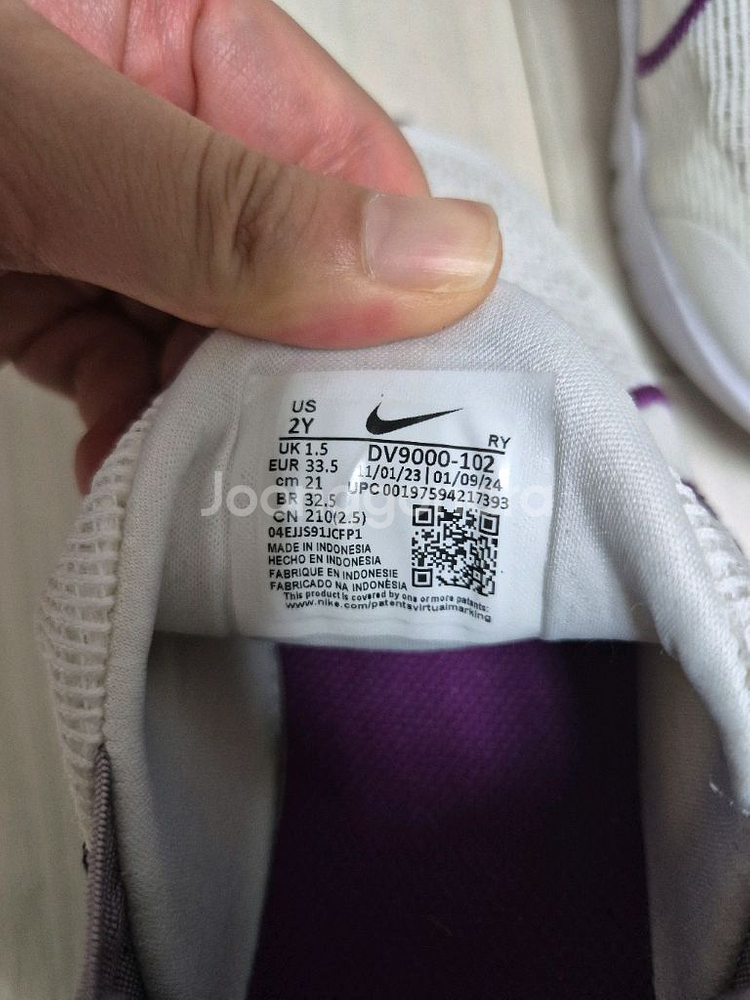 US
2Y
RY
UK 1.5
DV9000-102
EUR 33.5
11/01/23 | 01/09/24
cm 21
UPC 00197594217393
BR 32.5
CN 210(2.5)
04EJJS91JCFP1
MADE IN INDONESIA
HECHO EN INDONESIA
FABRIQUE EN INDONESIE
FABRICADO NA INDONÉSIA
This product is covered by one or more patents:
www.nike.com/patentsvirtualmarking